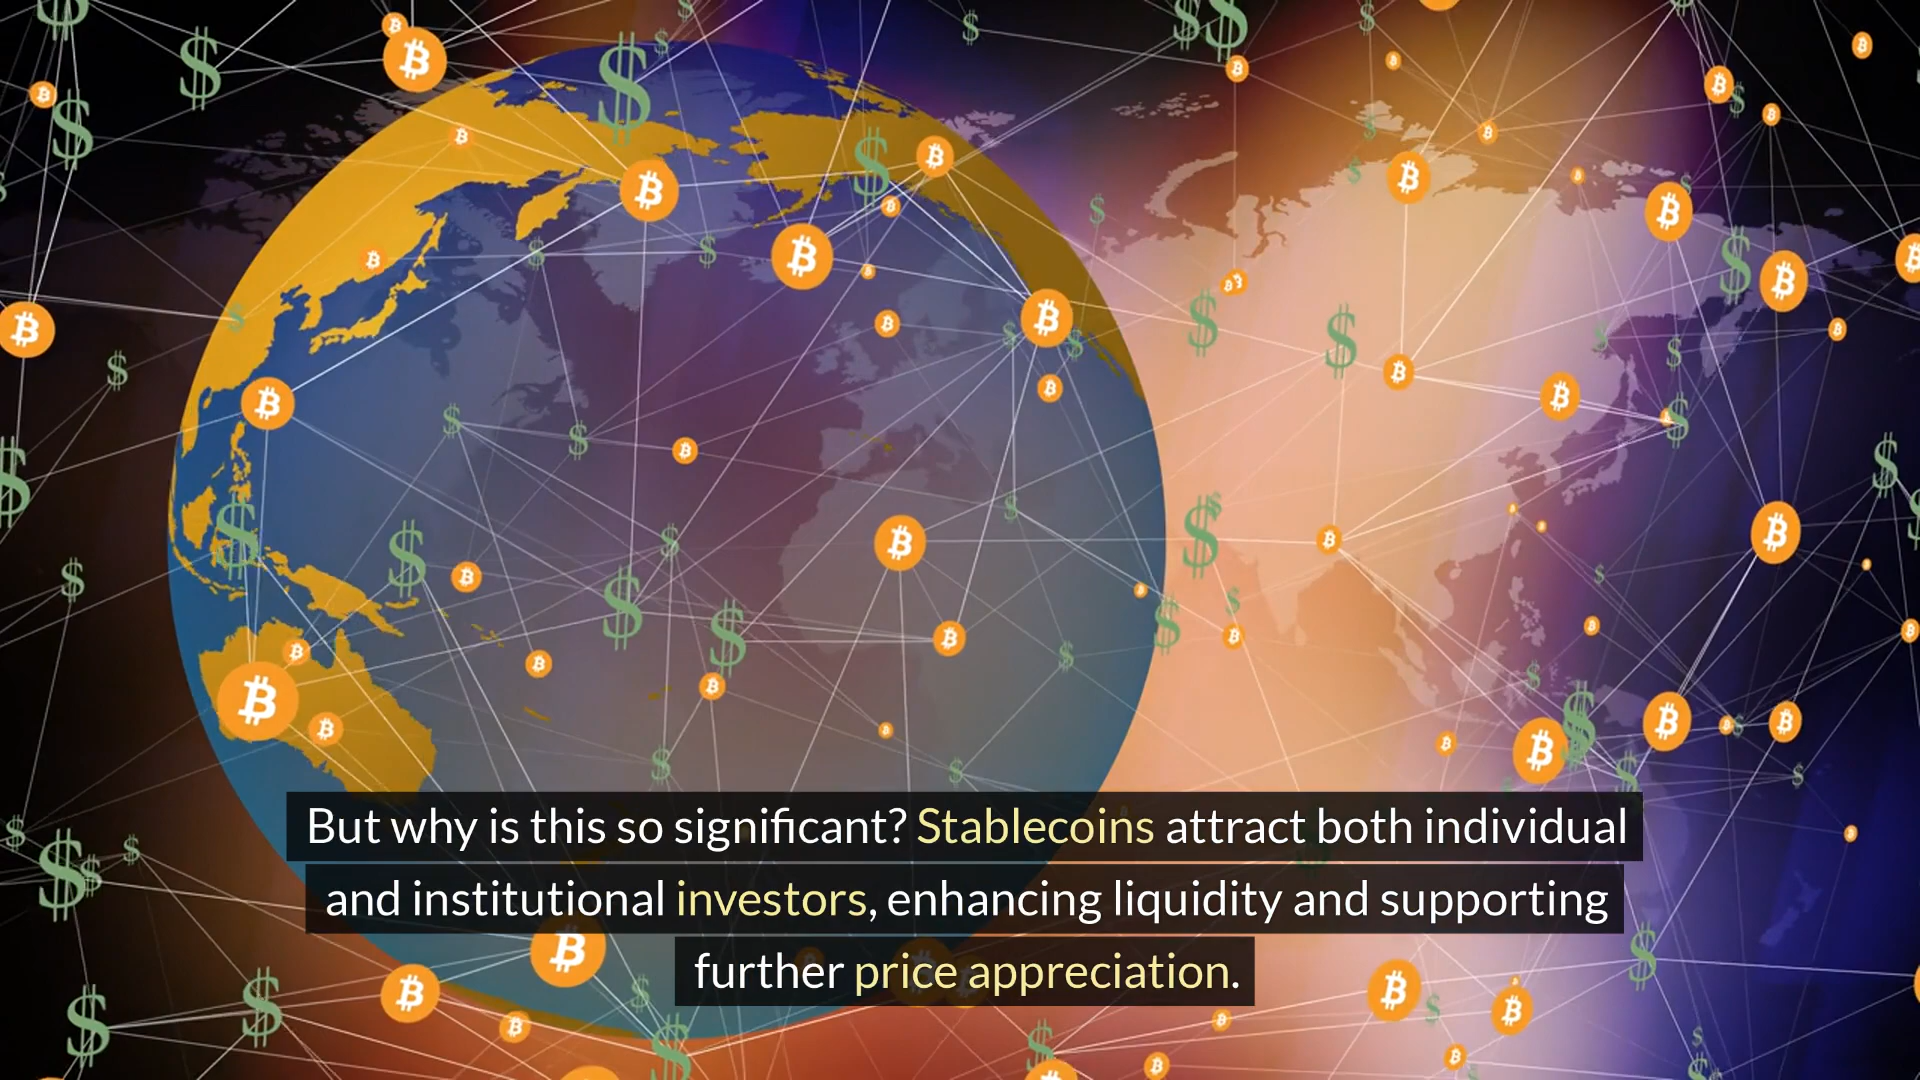 But why is this so significant? Stablecoins attract both individual
and institutional investors, enhancing liquidity and supporting
further price appreciation.